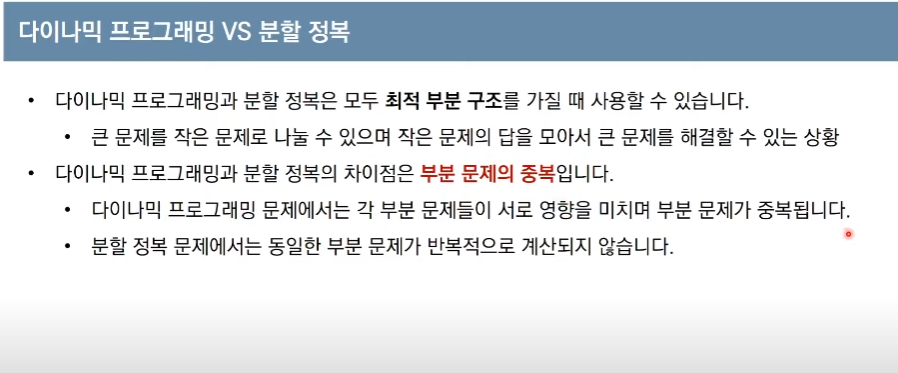 다이나믹 프로그래밍 VS 분할 정복
• 다이나믹 프로그래밍과 분할 정복은 모두 최적 부분 구조를 가질 때 사용할 수 있습니다.
• 큰 문제를 작은 문제로 나눌 수 있으며 작은 문제의 답을 모아서 큰 문제를 해결할 수 있는 상황
• 다이나믹 프로그래밍과 분할 정복의 차이점은 부분 문제의 중복입니다.
• 다이나믹 프로그래밍 문제에서는 각 부분 문제들이 서로 영향을 미치며 부분 문제가 중복됩니다.
• 분할 정복 문제에서는 동일한 부분 문제가 반복적으로 계산되지 않습니다.